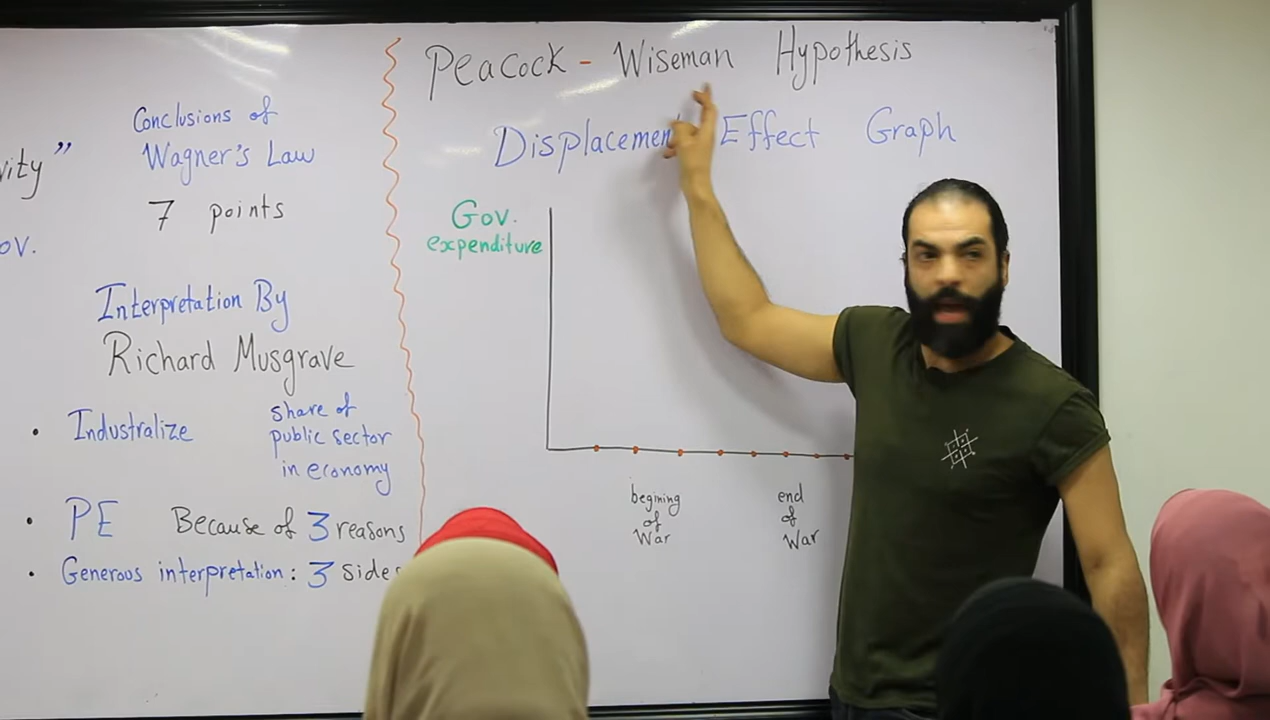 vity”
ov.
Conclusions of
Wagner's Law
7 points
Interpretation By
Richard Musgrave
• Industralize
share of
public sector
in economy
• PE Because of 3 reasons
• Generous interpretation: 3 sides
Peacock - Wiseman Hypothesis
Displacement Effect Graph
Gov.
expenditure
begining
of
War
end
of
War